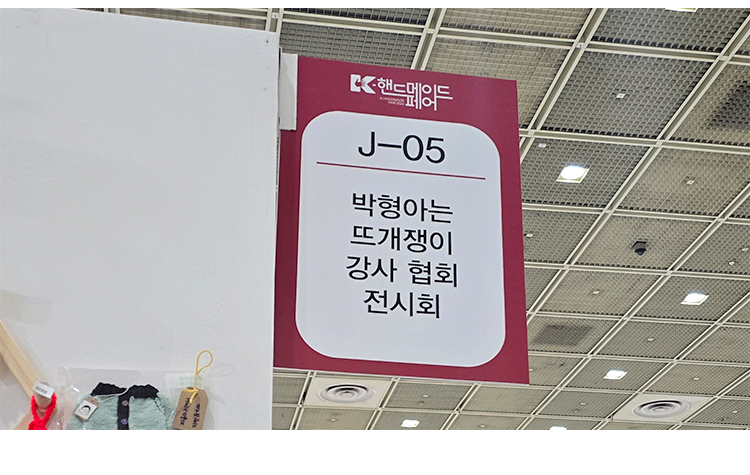 K-핸드메이드
페어
J-05
박형아는
뜨개쟁이
강사 협회
전시회